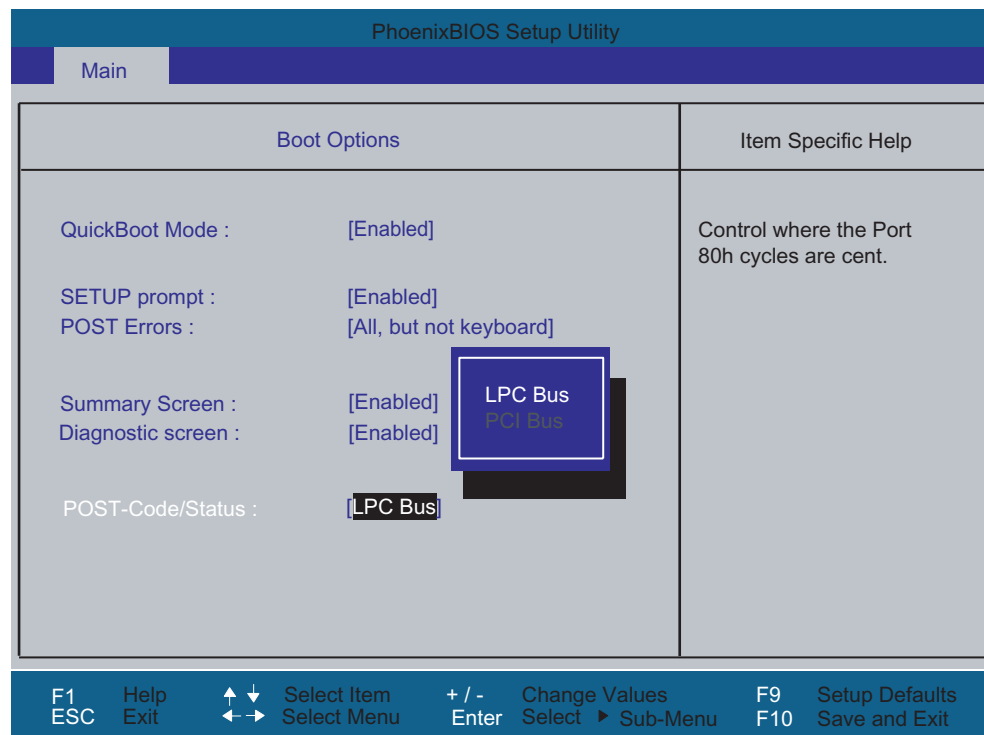 PhoenixBIOS Setup Utility
Main
Boot Options
Item Specific Help
QuickBoot Mode : [Enabled]
SETUP prompt : [Enabled]
POST Errors : [All, but not keyboard]
Summary Screen : [Enabled]
Diagnostic screen : [Enabled]
POST-Code/Status : [LPC Bus]
LPC Bus
PCI Bus
Control where the Port
80h cycles are cent.
F1 Help Select Item + / - Change Values F9 Setup Defaults
ESC Exit Select Menu Enter Select Sub-Menu F10 Save and Exit